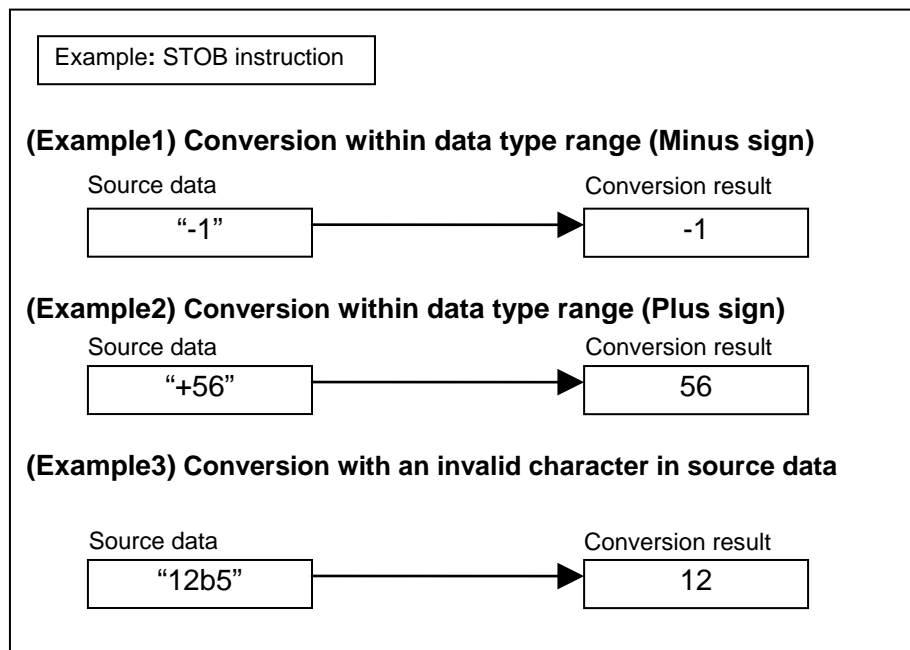 Example: STOB instruction
(Example1) Conversion within data type range (Minus sign)
Source data Conversion result
“-1” -1
(Example2) Conversion within data type range (Plus sign)
Source data Conversion result
“+56” 56
(Example3) Conversion with an invalid character in source data
Source data Conversion result
“12b5” 12